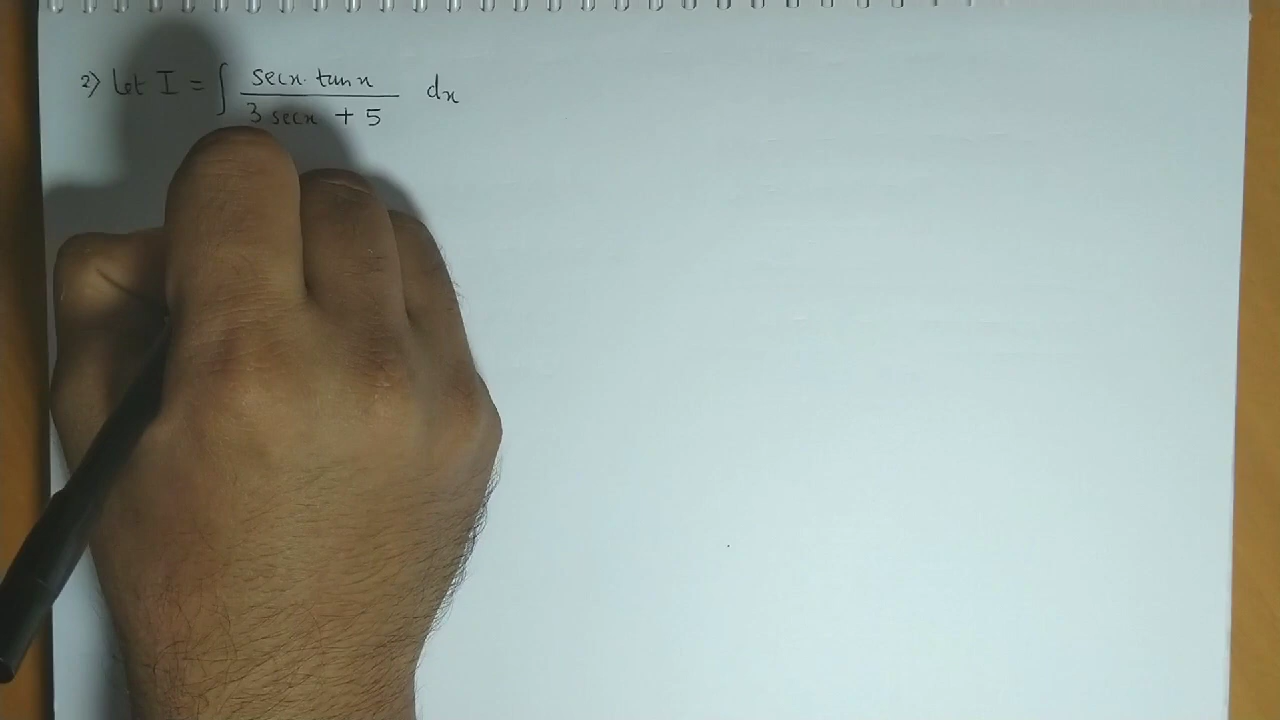 2) Let I = ∫ secx · tanx / 3 secx + 5 dx